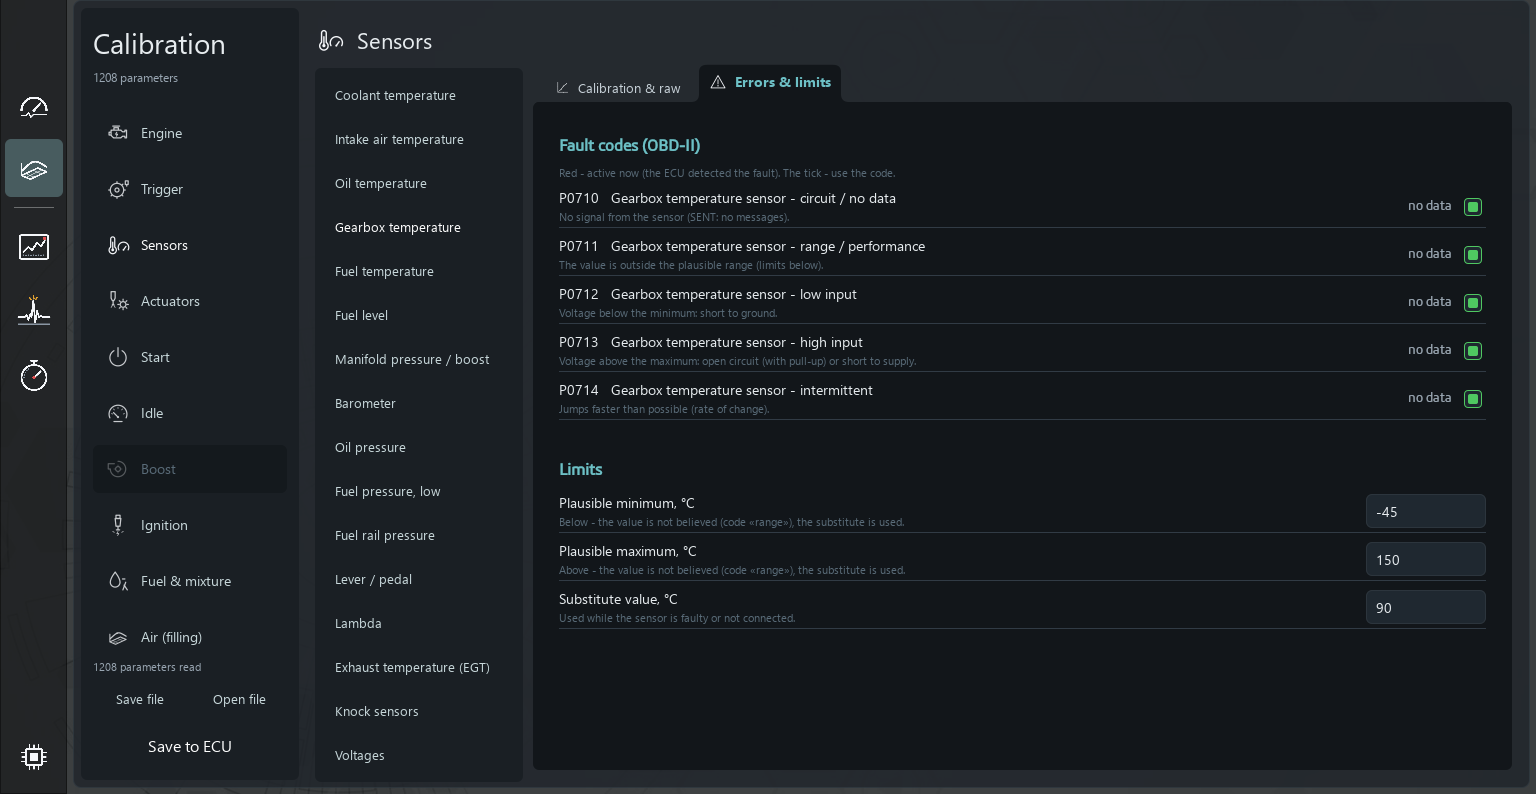 Calibration
1208 parameters
Engine
Trigger
Sensors
Actuators
Start
Idle
Boost
Ignition
Fuel & mixture
Air (filling)
1208 parameters read
Save file
Open file
Save to ECU
Sensors
Coolant temperature
Intake air temperature
Oil temperature
Gearbox temperature
Fuel temperature
Fuel level
Manifold pressure / boost
Barometer
Oil pressure
Fuel pressure, low
Fuel rail pressure
Lever / pedal
Lambda
Exhaust temperature (EGT)
Knock sensors
Voltages
Calibration & raw
Errors & limits
Fault codes (OBD-II)
Red - active now (the ECU detected the fault). The tick - use the code.
P0710 Gearbox temperature sensor - circuit / no data
no data
No signal from the sensor (SENT: no messages).
P0711 Gearbox temperature sensor - range / performance
no data
The value is outside the plausible range (limits below).
P0712 Gearbox temperature sensor - low input
no data
Voltage below the minimum: short to ground.
P0713 Gearbox temperature sensor - high input
no data
Voltage above the maximum: open circuit (with pull-up) or short to supply.
P0714 Gearbox temperature sensor - intermittent
no data
Jumps faster than possible (rate of change).
Limits
Plausible minimum, °C
-45
Below - the value is not believed (code «range»), the substitute is used.
Plausible maximum, °C
150
Above - the value is not believed (code «range»), the substitute is used.
Substitute value, °C
90
Used while the sensor is faulty or not connected.